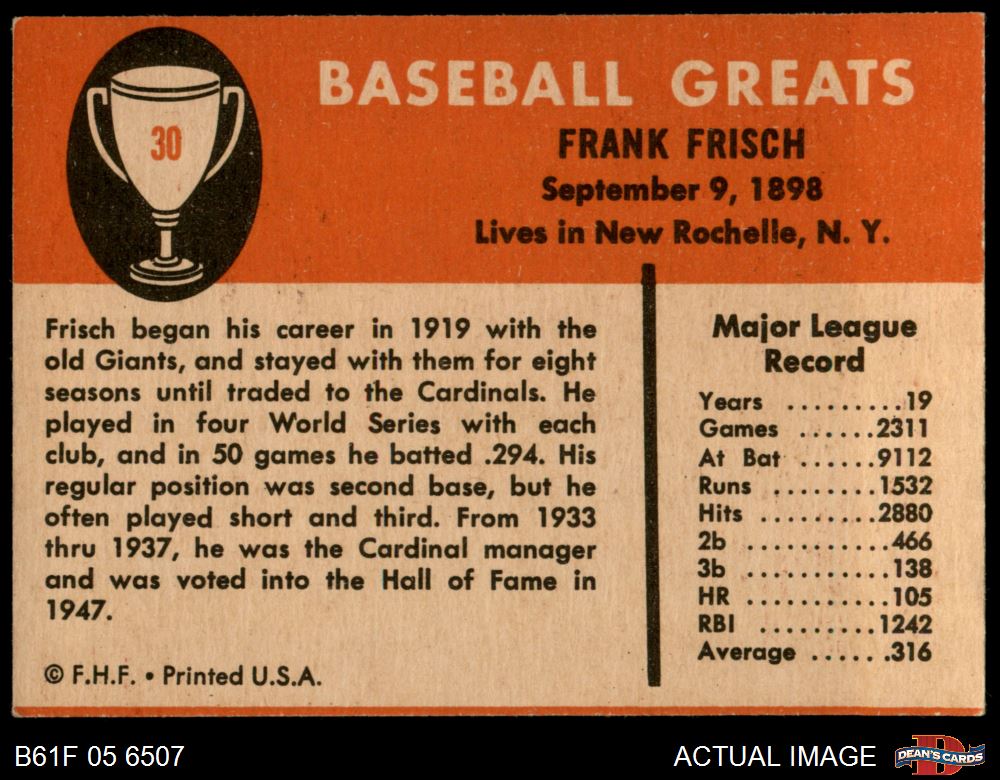 30
BASEBALL GREATS
FRANK FRISCH
September 9, 1898
Lives in New Rochelle, N. Y.
Frisch began his career in 1919 with the
old Giants, and stayed with them for eight
seasons until traded to the Cardinals. He
played in four World Series with each
club, and in 50 games he batted .294. His
regular position was second base, but he
often played short and third. From 1933
thru 1937, he was the Cardinal manager
and was voted into the Hall of Fame in
1947.
© F.H.F. • Printed U.S.A.
Major League
Record
Years .........19
Games ......2311
At Bat ......9112
Runs ........1532
Hits .........2880
2b ...........466
3b ...........138
HR ...........105
RBI .........1242
Average ......316
B61F 05 6507
ACTUAL IMAGE
DEAN'S CARDS